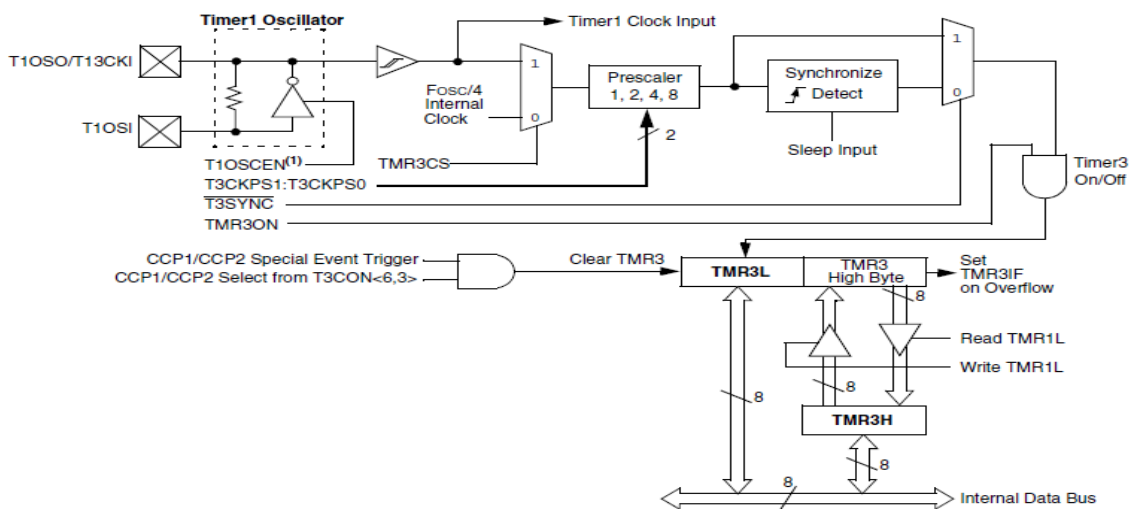 Timer1 Oscillator
Timer1 Clock Input
T1OSO/T13CKI
1
FOSC/4
Internal
Clock
0
Prescaler
1, 2, 4, 8
Synchronize
Detect
1
0
T1OSI
2
Sleep Input
T1OSCEN(1)
TMR3CS
T3CKPS1:T3CKPS0
T3SYNC
TMR3ON
Timer3
On/Off
CCP1/CCP2 Special Event Trigger
CCP1/CCP2 Select from T3CON<6,3>
Clear TMR3
TMR3L
TMR3
High Byte
Set
TMR3IF
on Overflow
8
Read TMR1L
Write TMR1L
8
8
TMR3H
8
8
Internal Data Bus